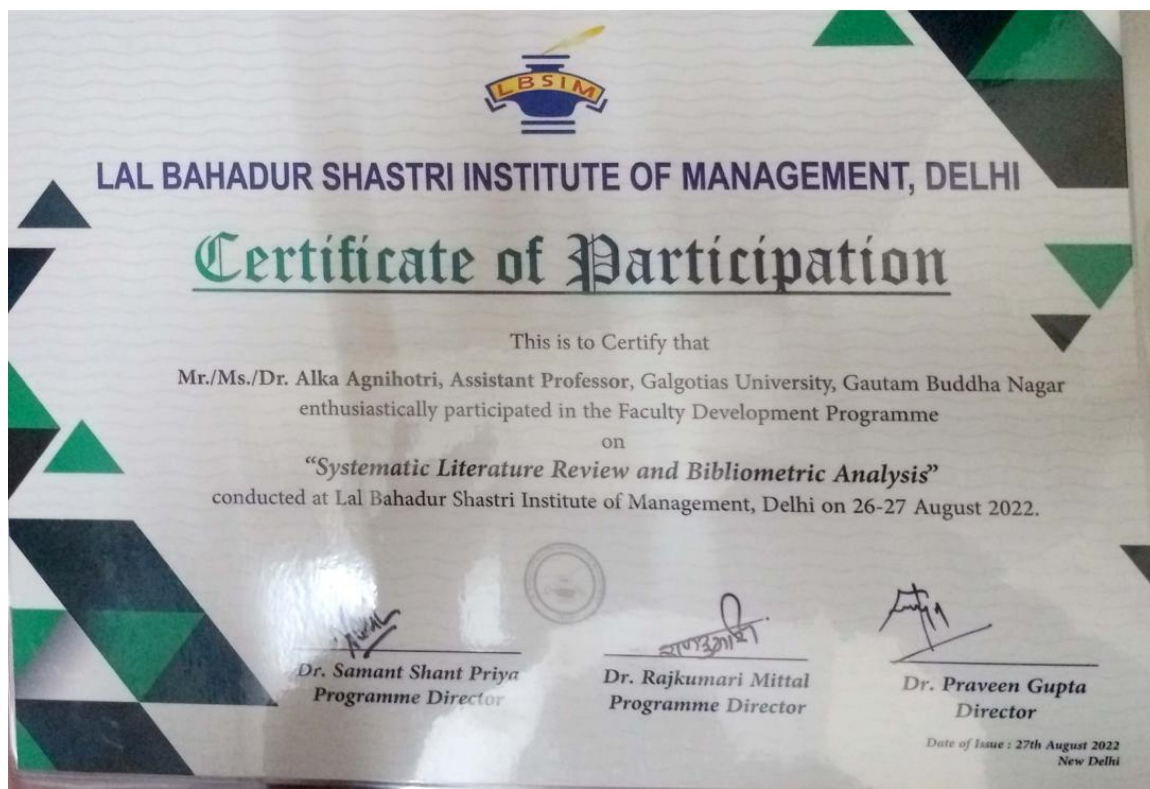 LBSIM
LAL BAHADUR SHASTRI INSTITUTE OF MANAGEMENT, DELHI
Certificate of Participation
This is to Certify that
Mr./Ms./Dr. Alka Agnihotri, Assistant Professor, Galgotias University, Gautam Buddha Nagar
enthusiastically participated in the Faculty Development Programme
on
“Systematic Literature Review and Bibliometric Analysis”
conducted at Lal Bahadur Shastri Institute of Management, Delhi on 26-27 August 2022.
Dr. Samant Shant Priya
Programme Director
Dr. Rajkumari Mittal
Programme Director
Dr. Praveen Gupta
Director
Date of Issue : 27th August 2022
New Delhi